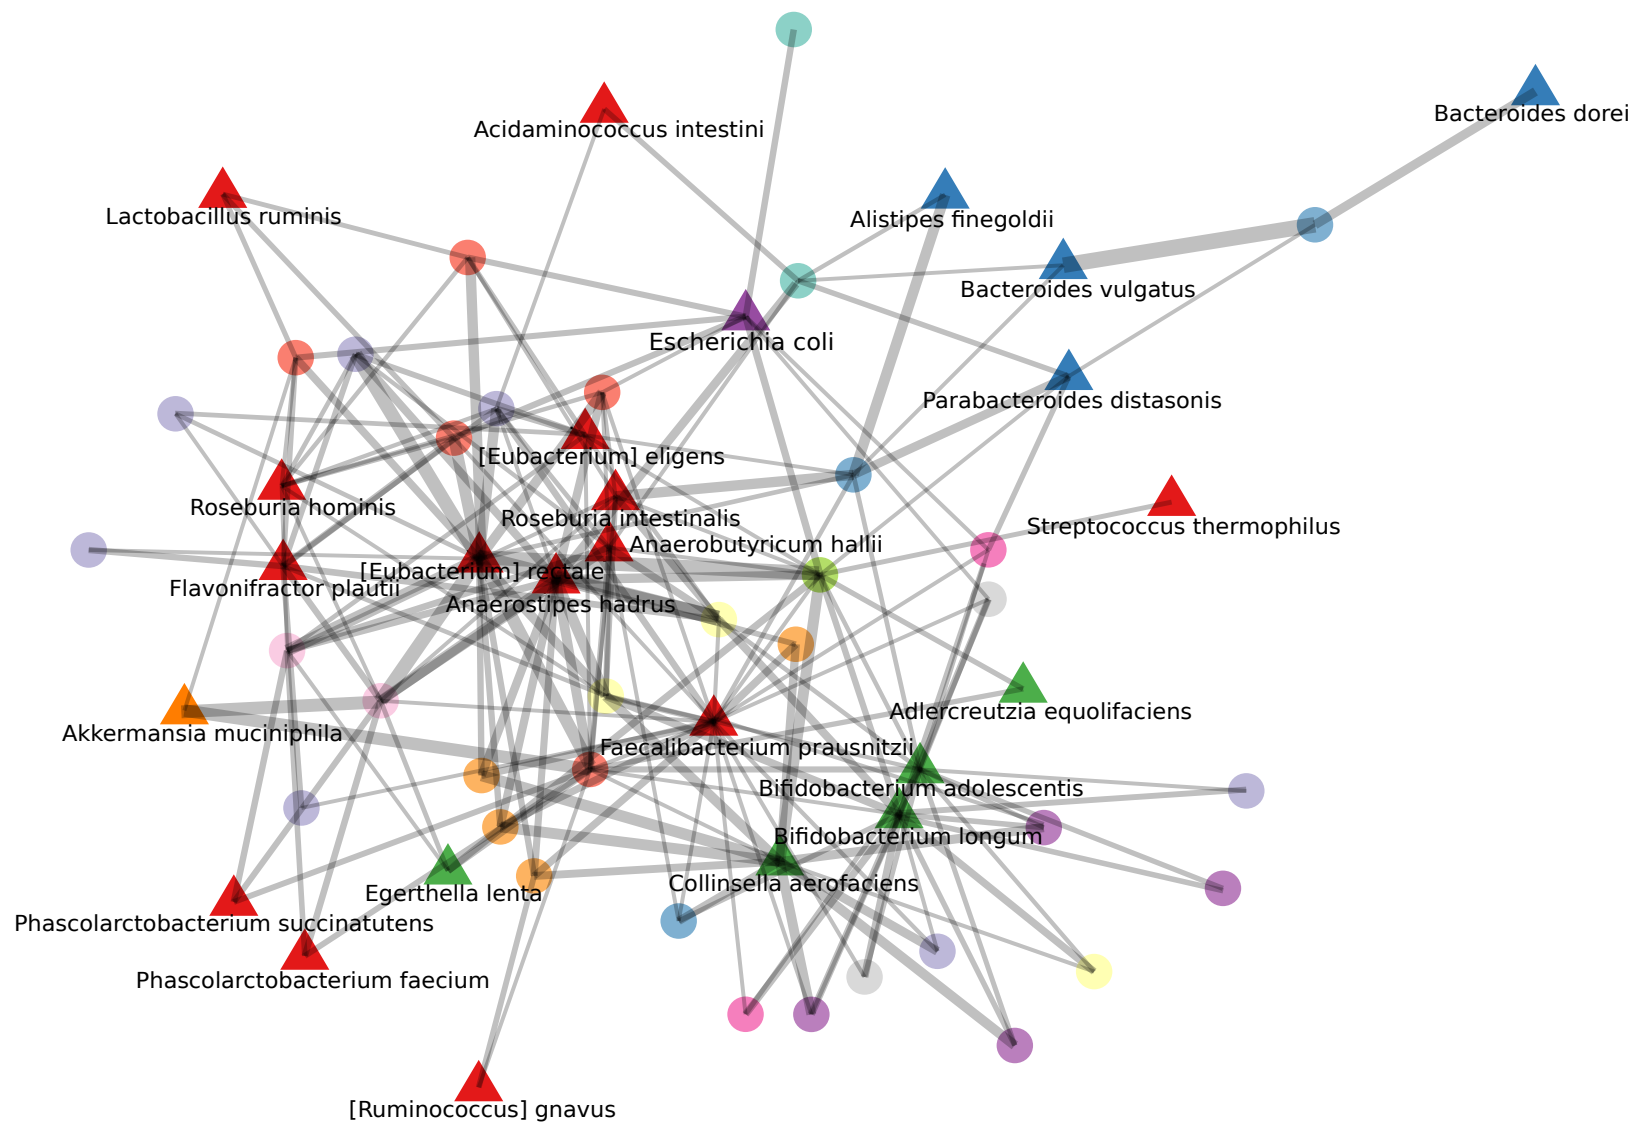 Bacteroides dorei
Acidaminococcus intestini
Lactobacillus ruminis
Alistipes finegoldii
Bacteroides vulgatus
Escherichia coli
Parabacteroides distasonis
[Eubacterium] eligens
Roseburia hominis
Roseburia intestinalis
Streptococcus thermophilus
Anaerobutyricum hallii
[Eubacterium] rectale
Flavonifractor plautii
Anaerostipes hadrus
Adlercreutzia equolifaciens
Akkermansia muciniphila
Faecalibacterium prausnitzii
Bifidobacterium adolescentis
Bifidobacterium longum
Collinsella aerofaciens
Egerthella lenta
Phascolarctobacterium succinatutens
Phascolarctobacterium faecium
[Ruminococcus] gnavus